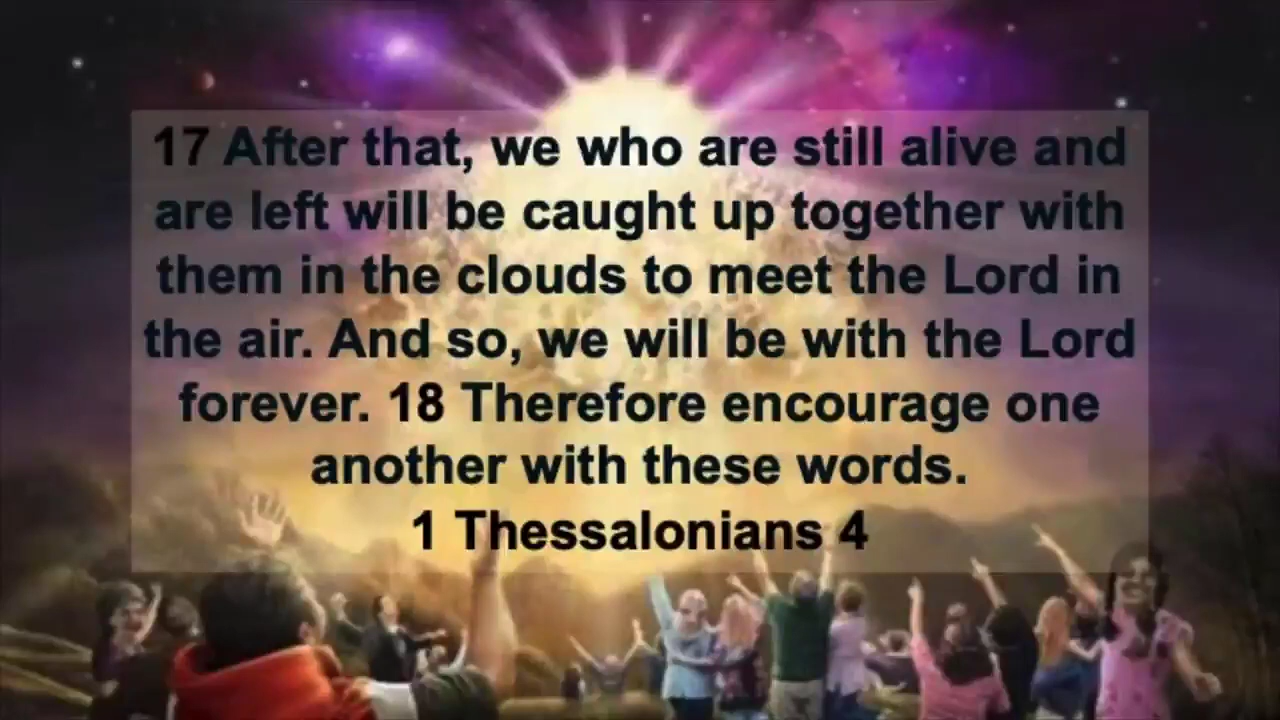 17 After that, we who are still alive and
are left will be caught up together with
them in the clouds to meet the Lord in
the air. And so, we will be with the Lord
forever. 18 Therefore encourage one
another with these words.
1 Thessalonians 4